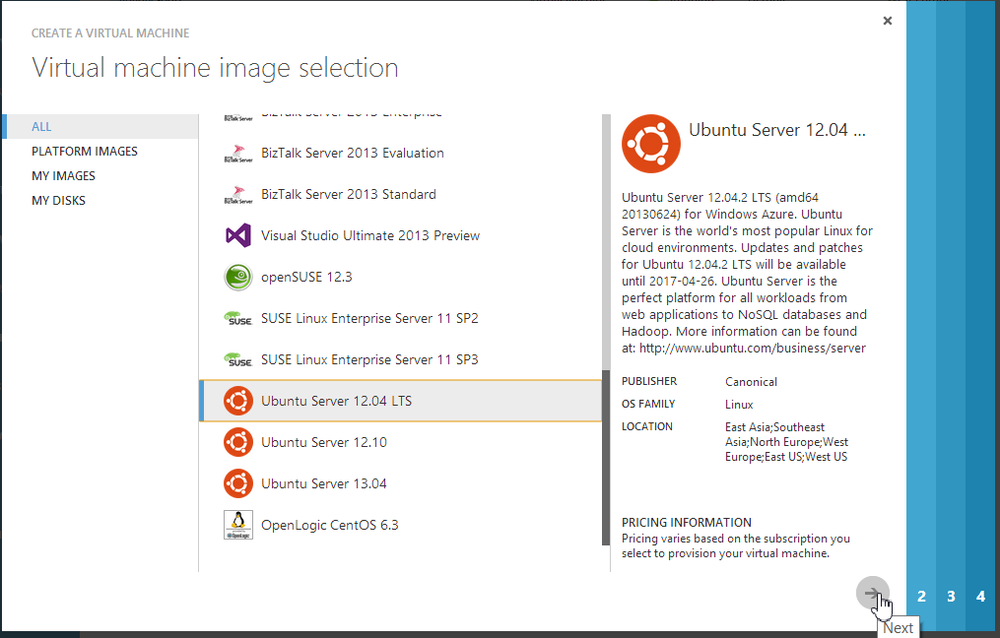 CREATE A VIRTUAL MACHINE
Virtual machine image selection
ALL
PLATFORM IMAGES
MY IMAGES
MY DISKS
BizTalk Server 2013 Enterprise
BizTalk Server 2013 Evaluation
BizTalk Server 2013 Standard
Visual Studio Ultimate 2013 Preview
openSUSE 12.3
SUSE Linux Enterprise Server 11 SP2
SUSE Linux Enterprise Server 11 SP3
Ubuntu Server 12.04 LTS
Ubuntu Server 12.10
Ubuntu Server 13.04
OpenLogic CentOS 6.3
Ubuntu Server 12.04 ...
Ubuntu Server 12.04.2 LTS (amd64
20130624) for Windows Azure. Ubuntu
Server is the world's most popular Linux for
cloud environments. Updates and patches
for Ubuntu 12.04.2 LTS will be available
until 2017-04-26. Ubuntu Server is the
perfect platform for all workloads from
web applications to NoSQL databases and
Hadoop. More information can be found
at: http://www.ubuntu.com/business/server
PUBLISHER Canonical
OS FAMILY Linux
LOCATION East Asia;Southeast
Asia;North Europe;West
Europe;East US;West US
PRICING INFORMATION
Pricing varies based on the subscription you
select to provision your virtual machine.
2 3 4
Next